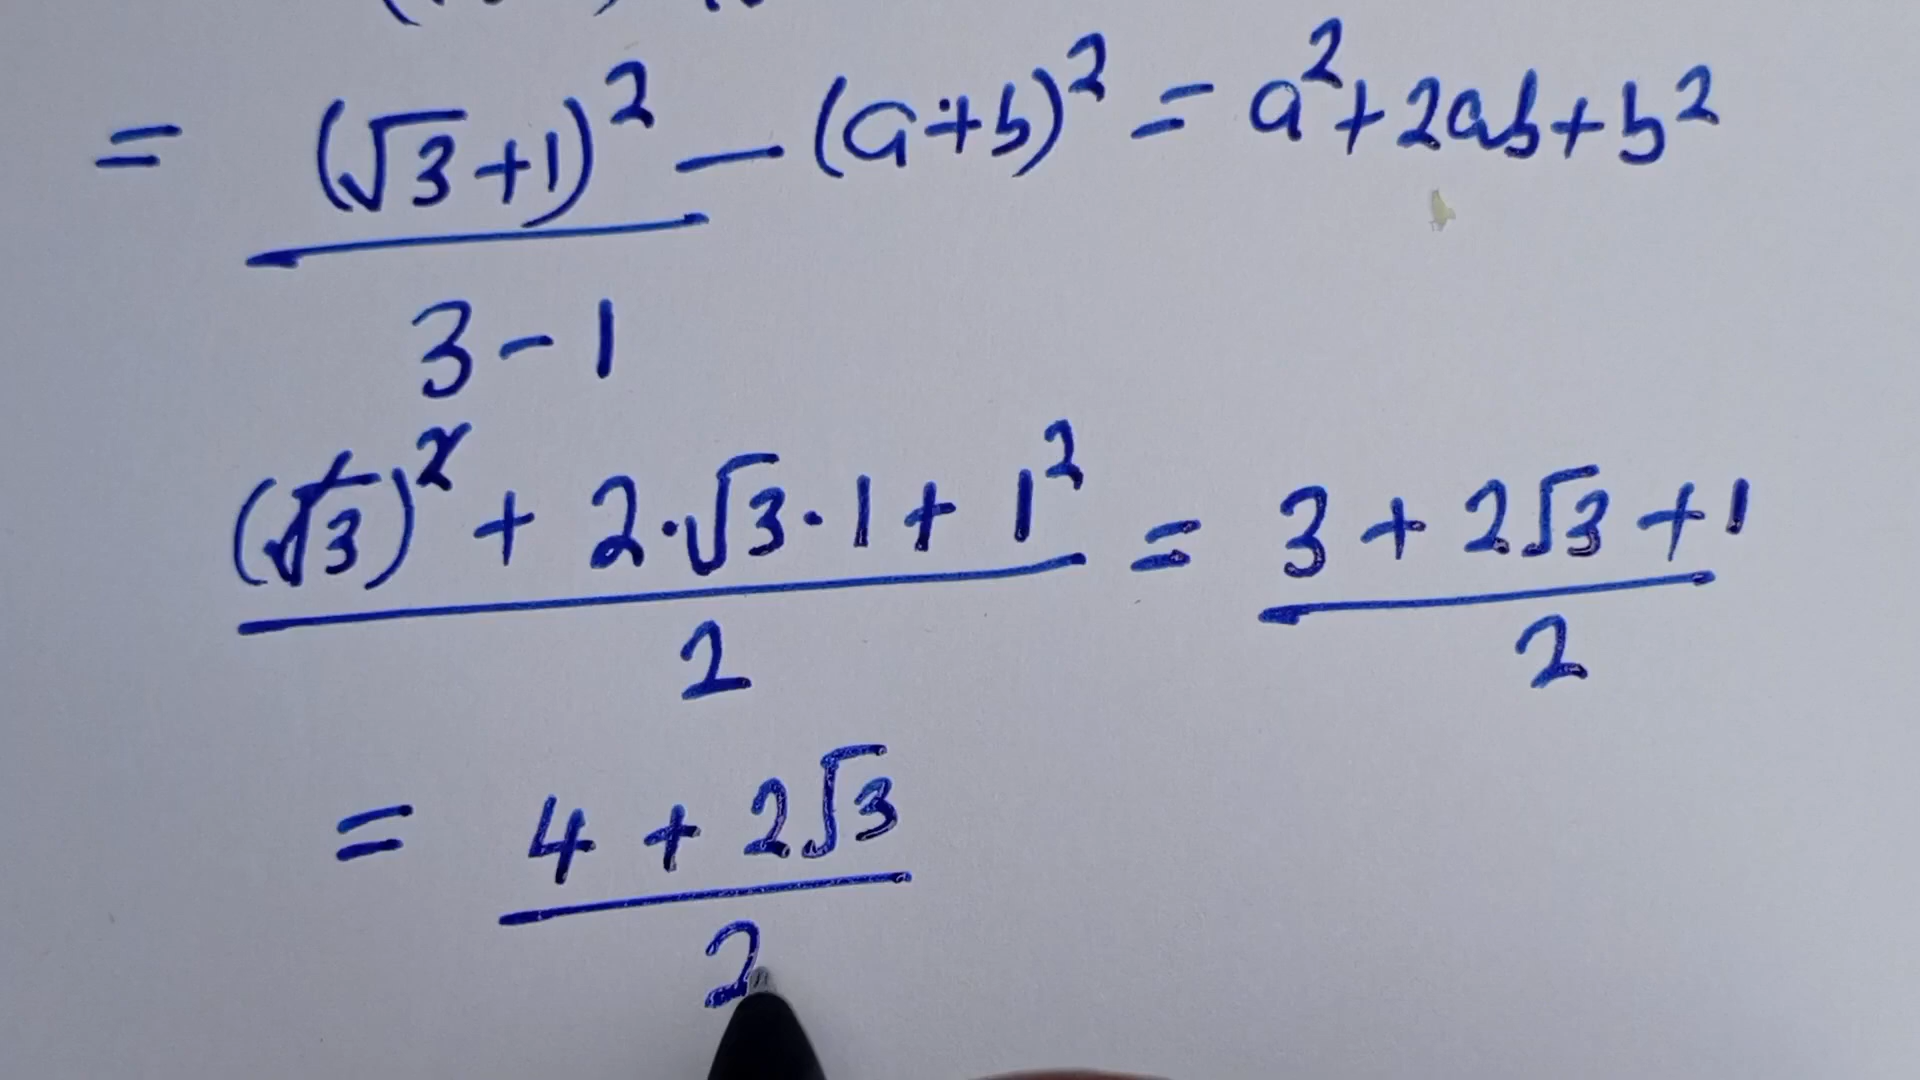 = (√3+1)² — (a+b)² = a²+2ab+b²
3-1
(√3)² + 2·√3·1 + 1² = 3 + 2√3 + 1
2 2
= 4 + 2√3
2